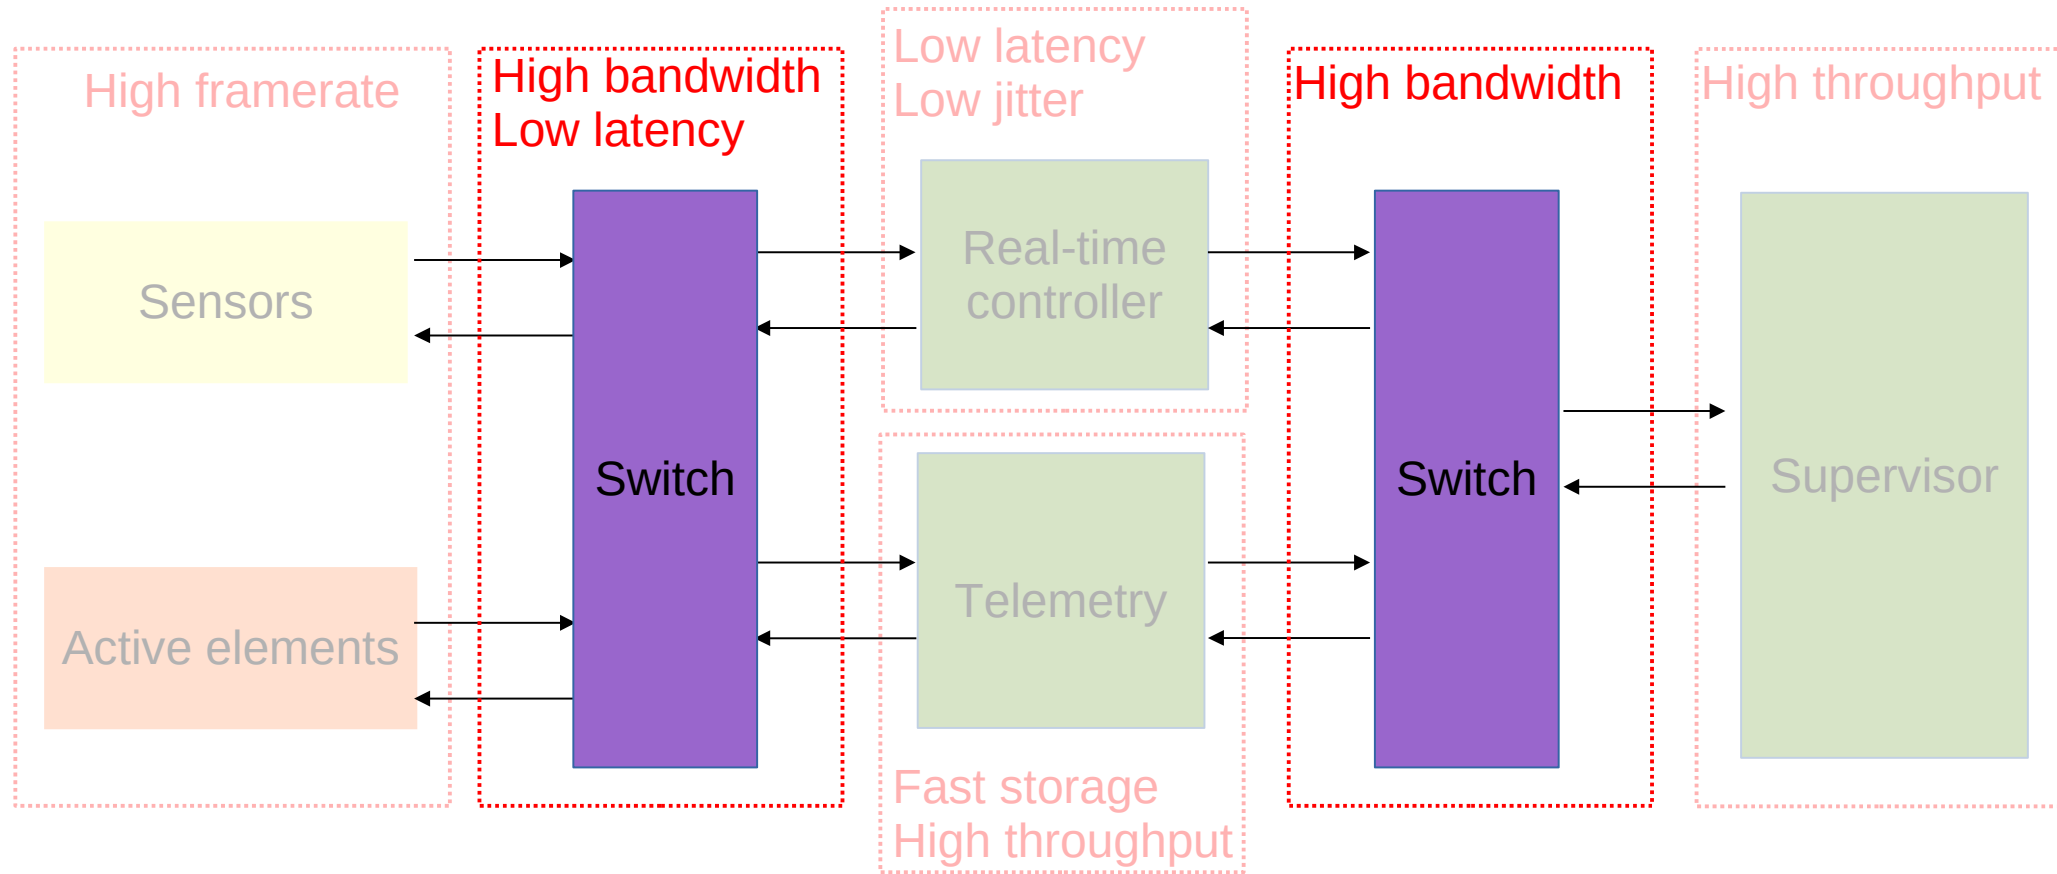 High framerate
Sensors
Active elements
High bandwidth
Low latency
Switch
Low latency
Low jitter
Real-time
controller
Telemetry
Fast storage
High throughput
High bandwidth
Switch
High throughput
Supervisor